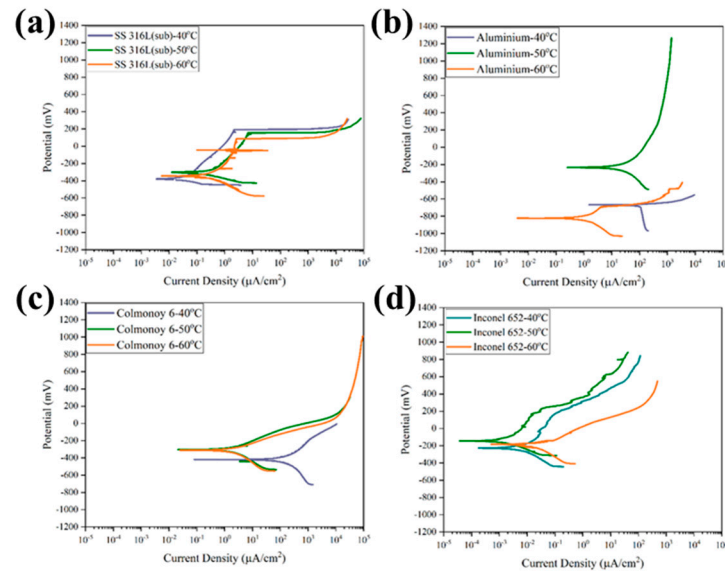 (a)
SS 316L(sub)-40°C
SS 316L(sub)-50°C
SS 316L(sub)-60°C
1400
1200
1000
800
600
400
200
0
-200
-400
-600
-800
-1000
-1200
Potential (mV)
10⁻⁵ 10⁻⁴ 10⁻³ 10⁻² 10⁻¹ 10⁰ 10¹ 10² 10³ 10⁴ 10⁵
Current Density (μA/cm²)
(b)
Aluminium-40°C
Aluminium-50°C
Aluminium-60°C
1400
1200
1000
800
600
400
200
0
-200
-400
-600
-800
-1000
-1200
Potential (mV)
10⁻⁵ 10⁻⁴ 10⁻³ 10⁻² 10⁻¹ 10⁰ 10¹ 10² 10³ 10⁴ 10⁵
Current Density (μA/cm²)
(c)
Colmonoy 6-40°C
Colmonoy 6-50°C
Colmonoy 6-60°C
1400
1200
1000
800
600
400
200
0
-200
-400
-600
-800
-1000
-1200
Potential (mV)
10⁻⁵ 10⁻⁴ 10⁻³ 10⁻² 10⁻¹ 10⁰ 10¹ 10² 10³ 10⁴ 10⁵
Current Density (μA/cm²)
(d)
Inconel 652-40°C
Inconel 652-50°C
Inconel 652-60°C
1400
1200
1000
800
600
400
200
0
-200
-400
-600
-800
-1000
-1200
Potential (mV)
10⁻⁵ 10⁻⁴ 10⁻³ 10⁻² 10⁻¹ 10⁰ 10¹ 10² 10³ 10⁴
Current Density (μA/cm²)